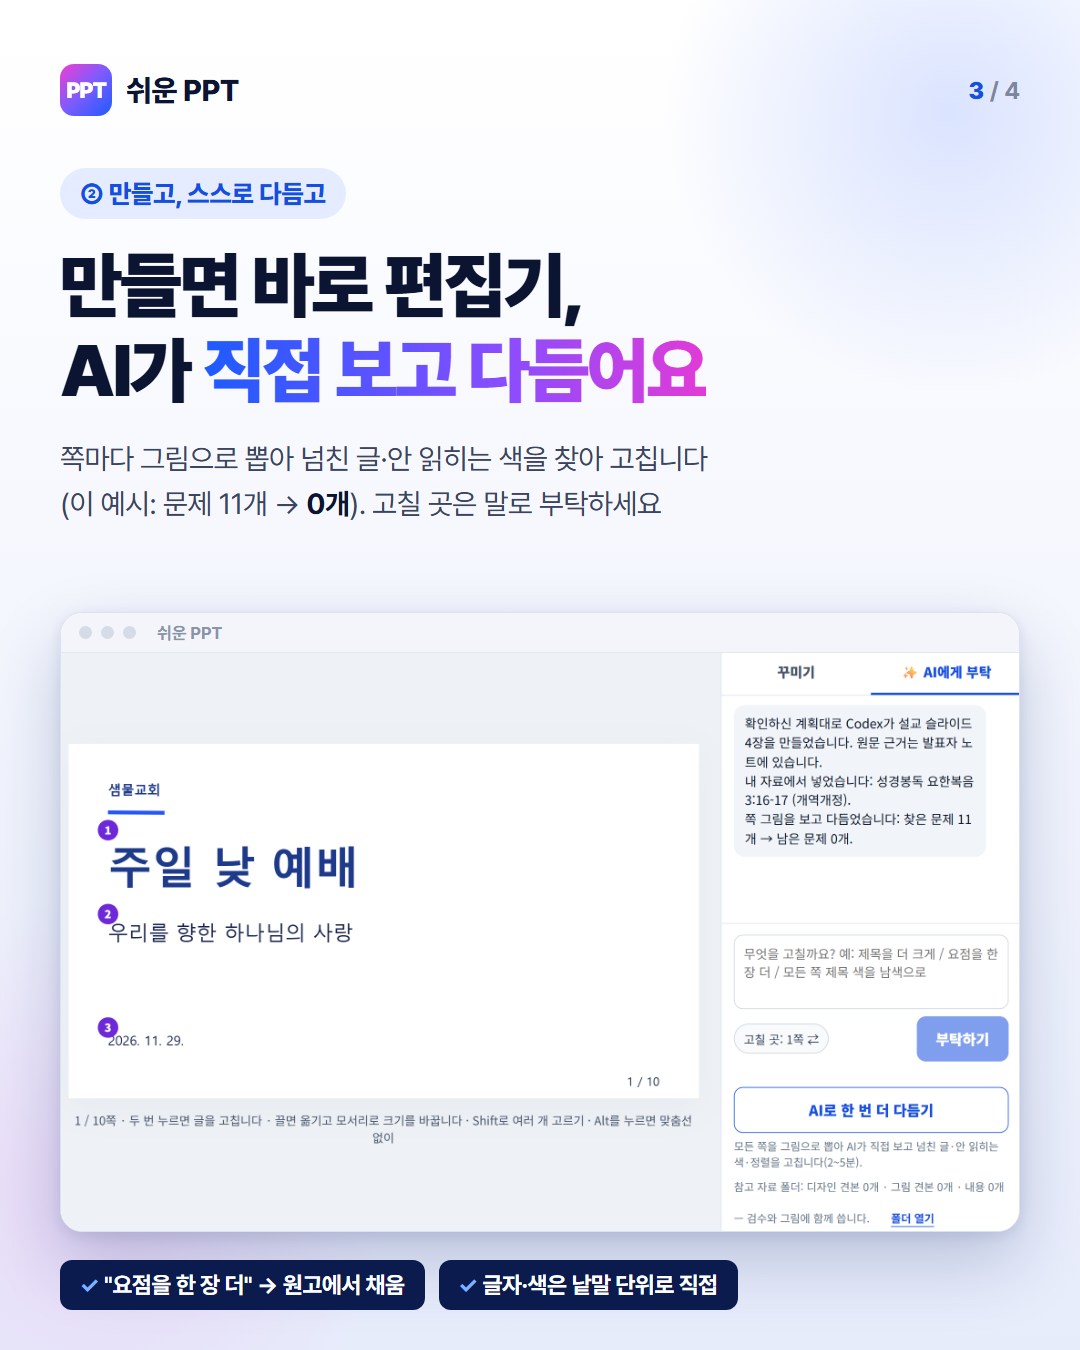 PPT 쉬운 PPT
3 / 4
② 만들고, 스스로 다듬고
만들면 바로 편집기,
AI가 직접 보고 다듬어요
쪽마다 그림으로 뽑아 넘친 글·안 읽히는 색을 찾아 고칩니다
(이 예시: 문제 11개 → 0개). 고칠 곳은 말로 부탁하세요
쉬운 PPT
샘물교회
1
주일 낮 예배
2
우리를 향한 하나님의 사랑
3
2026. 11. 29.
1 / 10
1 / 10쪽 · 두 번 누르면 글을 고칩니다 · 끌면 옮기고 모서리로 크기를 바꿉니다 · Shift로 여러 개 고르기 · Alt를 누르면 맞춤선
없이
꾸미기
✨ AI에게 부탁
확인하신 계획대로 Codex가 설교 슬라이드
4장을 만들었습니다. 원문 근거는 발표자 노
트에 있습니다.
내 자료에서 넣었습니다: 성경봉독 요한복음
3:16-17 (개역개정).
쪽 그림을 보고 다듬었습니다: 찾은 문제 11
개 → 남은 문제 0개.
무엇을 고칠까요? 예: 제목을 더 크게 / 요점을 한
장 더 / 모든 쪽 제목 색을 남색으로
고칠 곳: 1쪽 ⇄
부탁하기
AI로 한 번 더 다듬기
모든 쪽을 그림으로 뽑아 AI가 직접 보고 넘친 글·안 읽히는
색·정렬을 고칩니다(2~5분).
참고 자료 폴더: 디자인 견본 0개 · 그림 견본 0개 · 내용 0개
— 검수와 그림에 함께 씁니다. 폴더 열기
✓ "요점을 한 장 더" → 원고에서 채움
✓ 글자·색은 낱말 단위로 직접